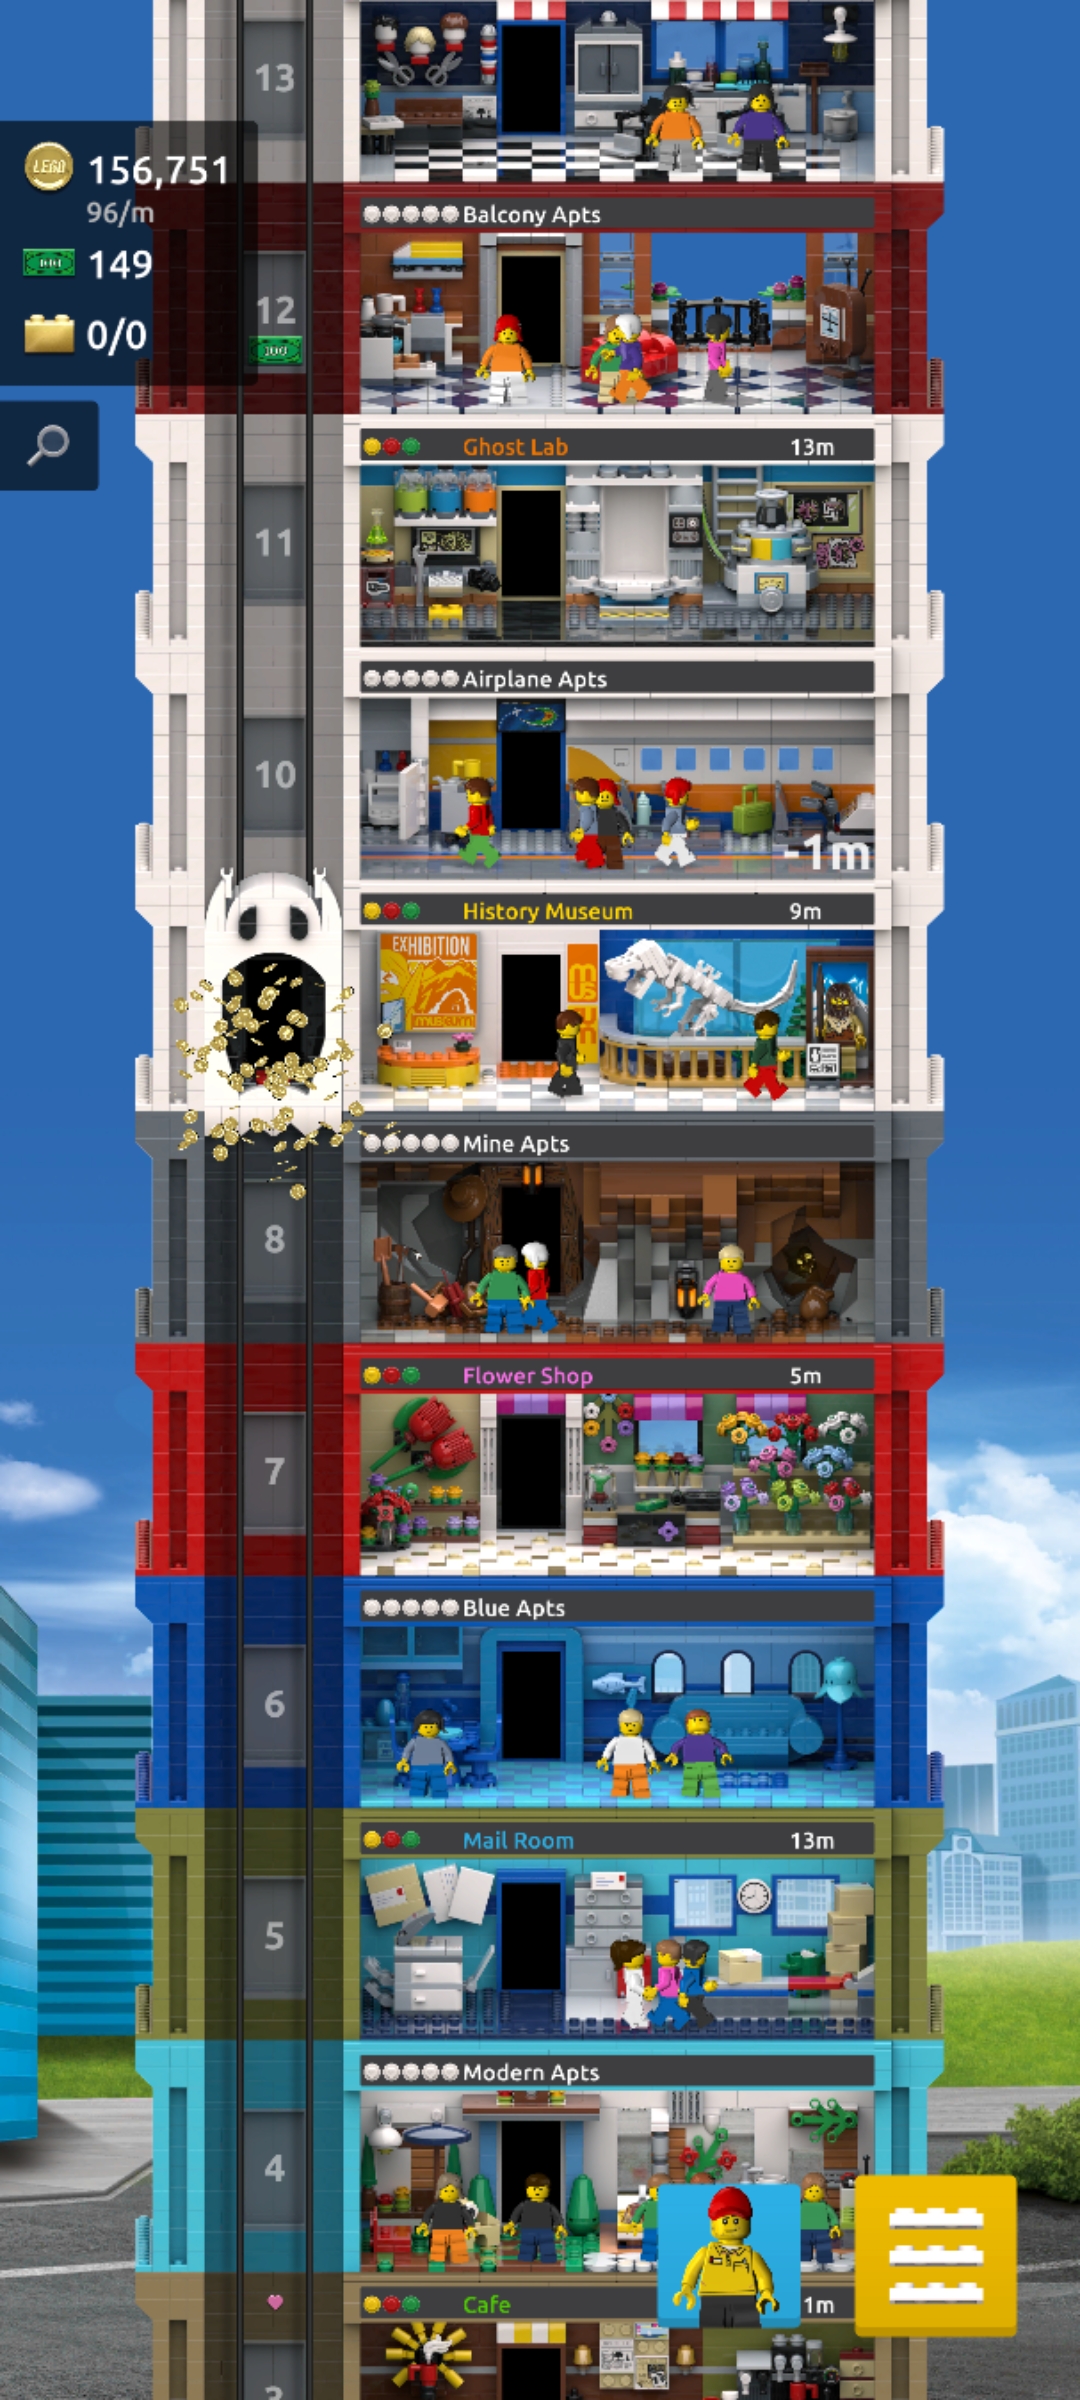 13
LEGO 156,751
96/m
149
0/0
Balcony Apts
12
Ghost Lab 13m
11
Airplane Apts
10
-1m
History Museum 9m
EXHIBITION
MUSEUM
Mine Apts
8
Flower Shop 5m
7
Blue Apts
6
Mail Room 13m
5
Modern Apts
4
Cafe 1m
3